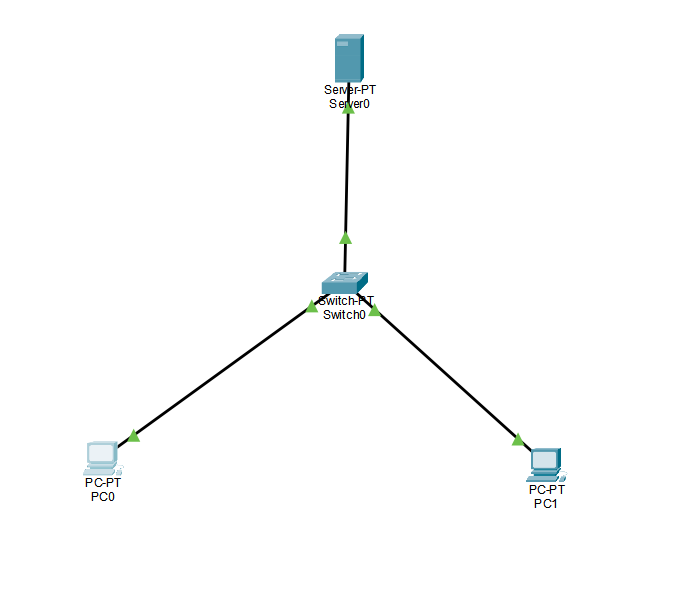 Server-PT
Server0
Switch-PT
Switch0
PC-PT
PC0
PC-PT
PC1